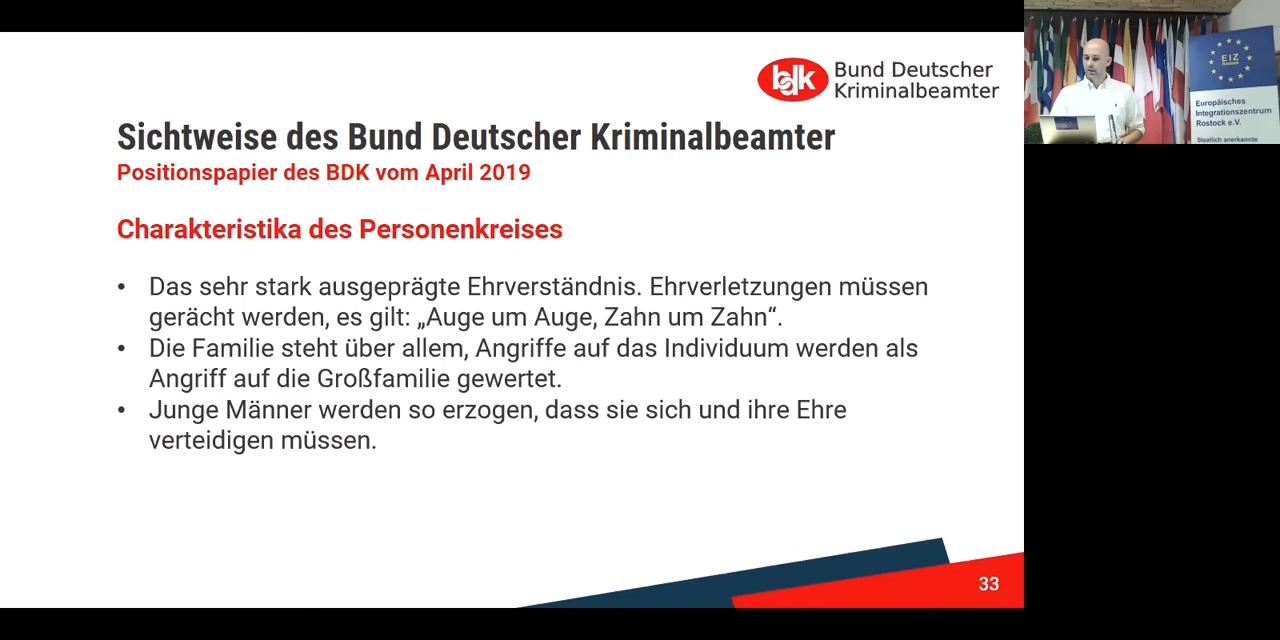 bdk Bund Deutscher
Kriminalbeamter
Sichtweise des Bund Deutscher Kriminalbeamter
Positionspapier des BDK vom April 2019
Charakteristika des Personenkreises
• Das sehr stark ausgeprägte Ehrverständnis. Ehrverletzungen müssen
gerächt werden, es gilt: „Auge um Auge, Zahn um Zahn“.
• Die Familie steht über allem, Angriffe auf das Individuum werden als
Angriff auf die Großfamilie gewertet.
• Junge Männer werden so erzogen, dass sie sich und ihre Ehre
verteidigen müssen.
33
EIZ
Europäisches
Integrationszentrum
Rostock e.V.
Staatlich anerkannte